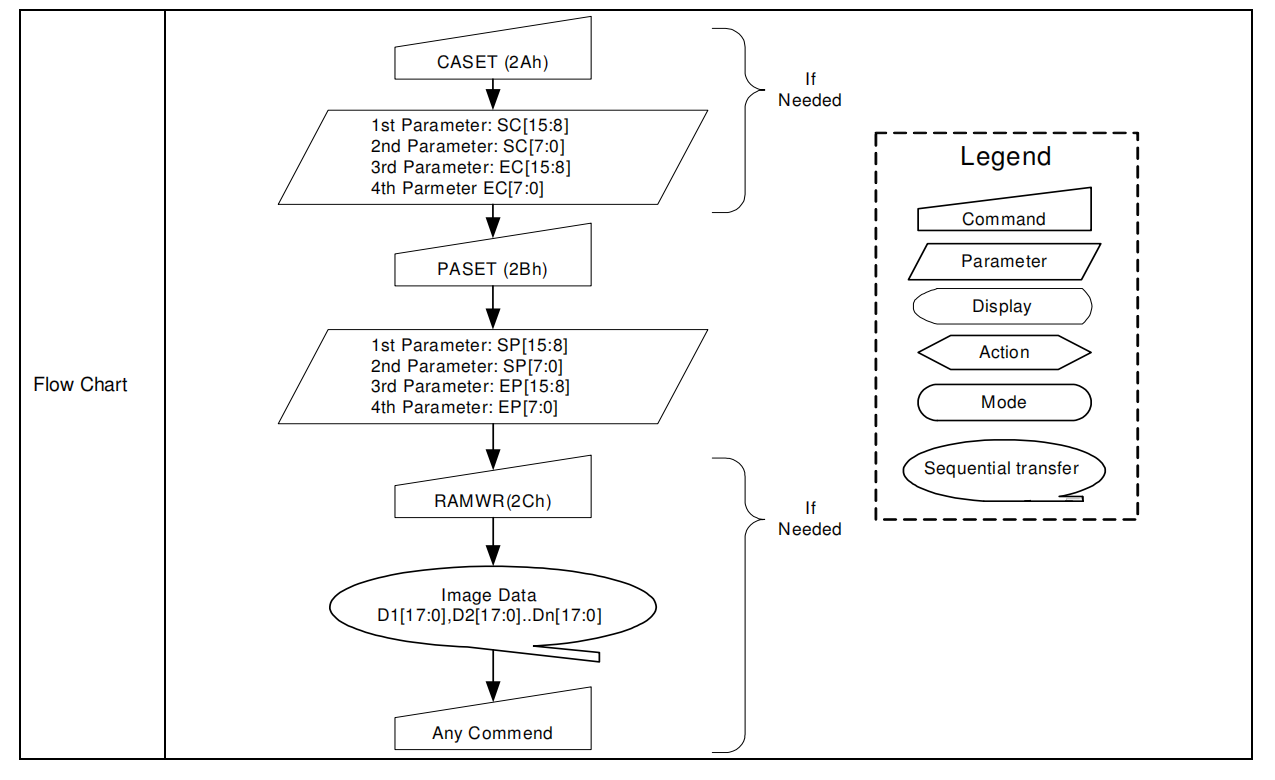 Flow Chart
CASET (2Ah)
1st Parameter: SC[15:8]
2nd Parameter: SC[7:0]
3rd Parameter: EC[15:8]
4th Parmeter EC[7:0]
If
Needed
PASET (2Bh)
1st Parameter: SP[15:8]
2nd Parameter: SP[7:0]
3rd Parameter: EP[15:8]
4th Parameter: EP[7:0]
RAMWR(2Ch)
Image Data
D1[17:0],D2[17:0]..Dn[17:0]
Any Commend
If
Needed
Legend
Command
Parameter
Display
Action
Mode
Sequential transfer